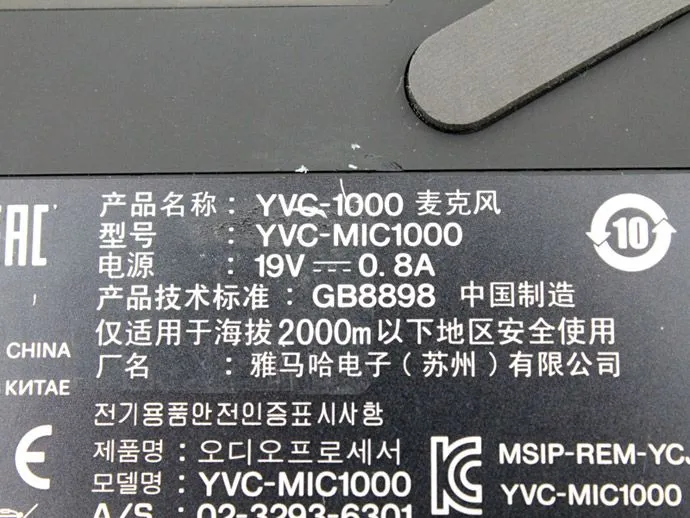 EAC
产品名称： YVC-1000 麦克风
型号 ： YVC-MIC1000
电源 ： 19V ⎓ 0.8A
产品技术标准： GB8898 中国制造
仅适用于海拔2000m以下地区安全使用
厂名 ： 雅马哈电子（苏州）有限公司
10
CHINA
КИТАЕ
CE
전기용품안전인증표시사항
제품명 : 오디오프로세서
모델명 : YVC-MIC1000
A/S : 02-3293-6301
MSIP-REM-YCJ
YVC-MIC1000